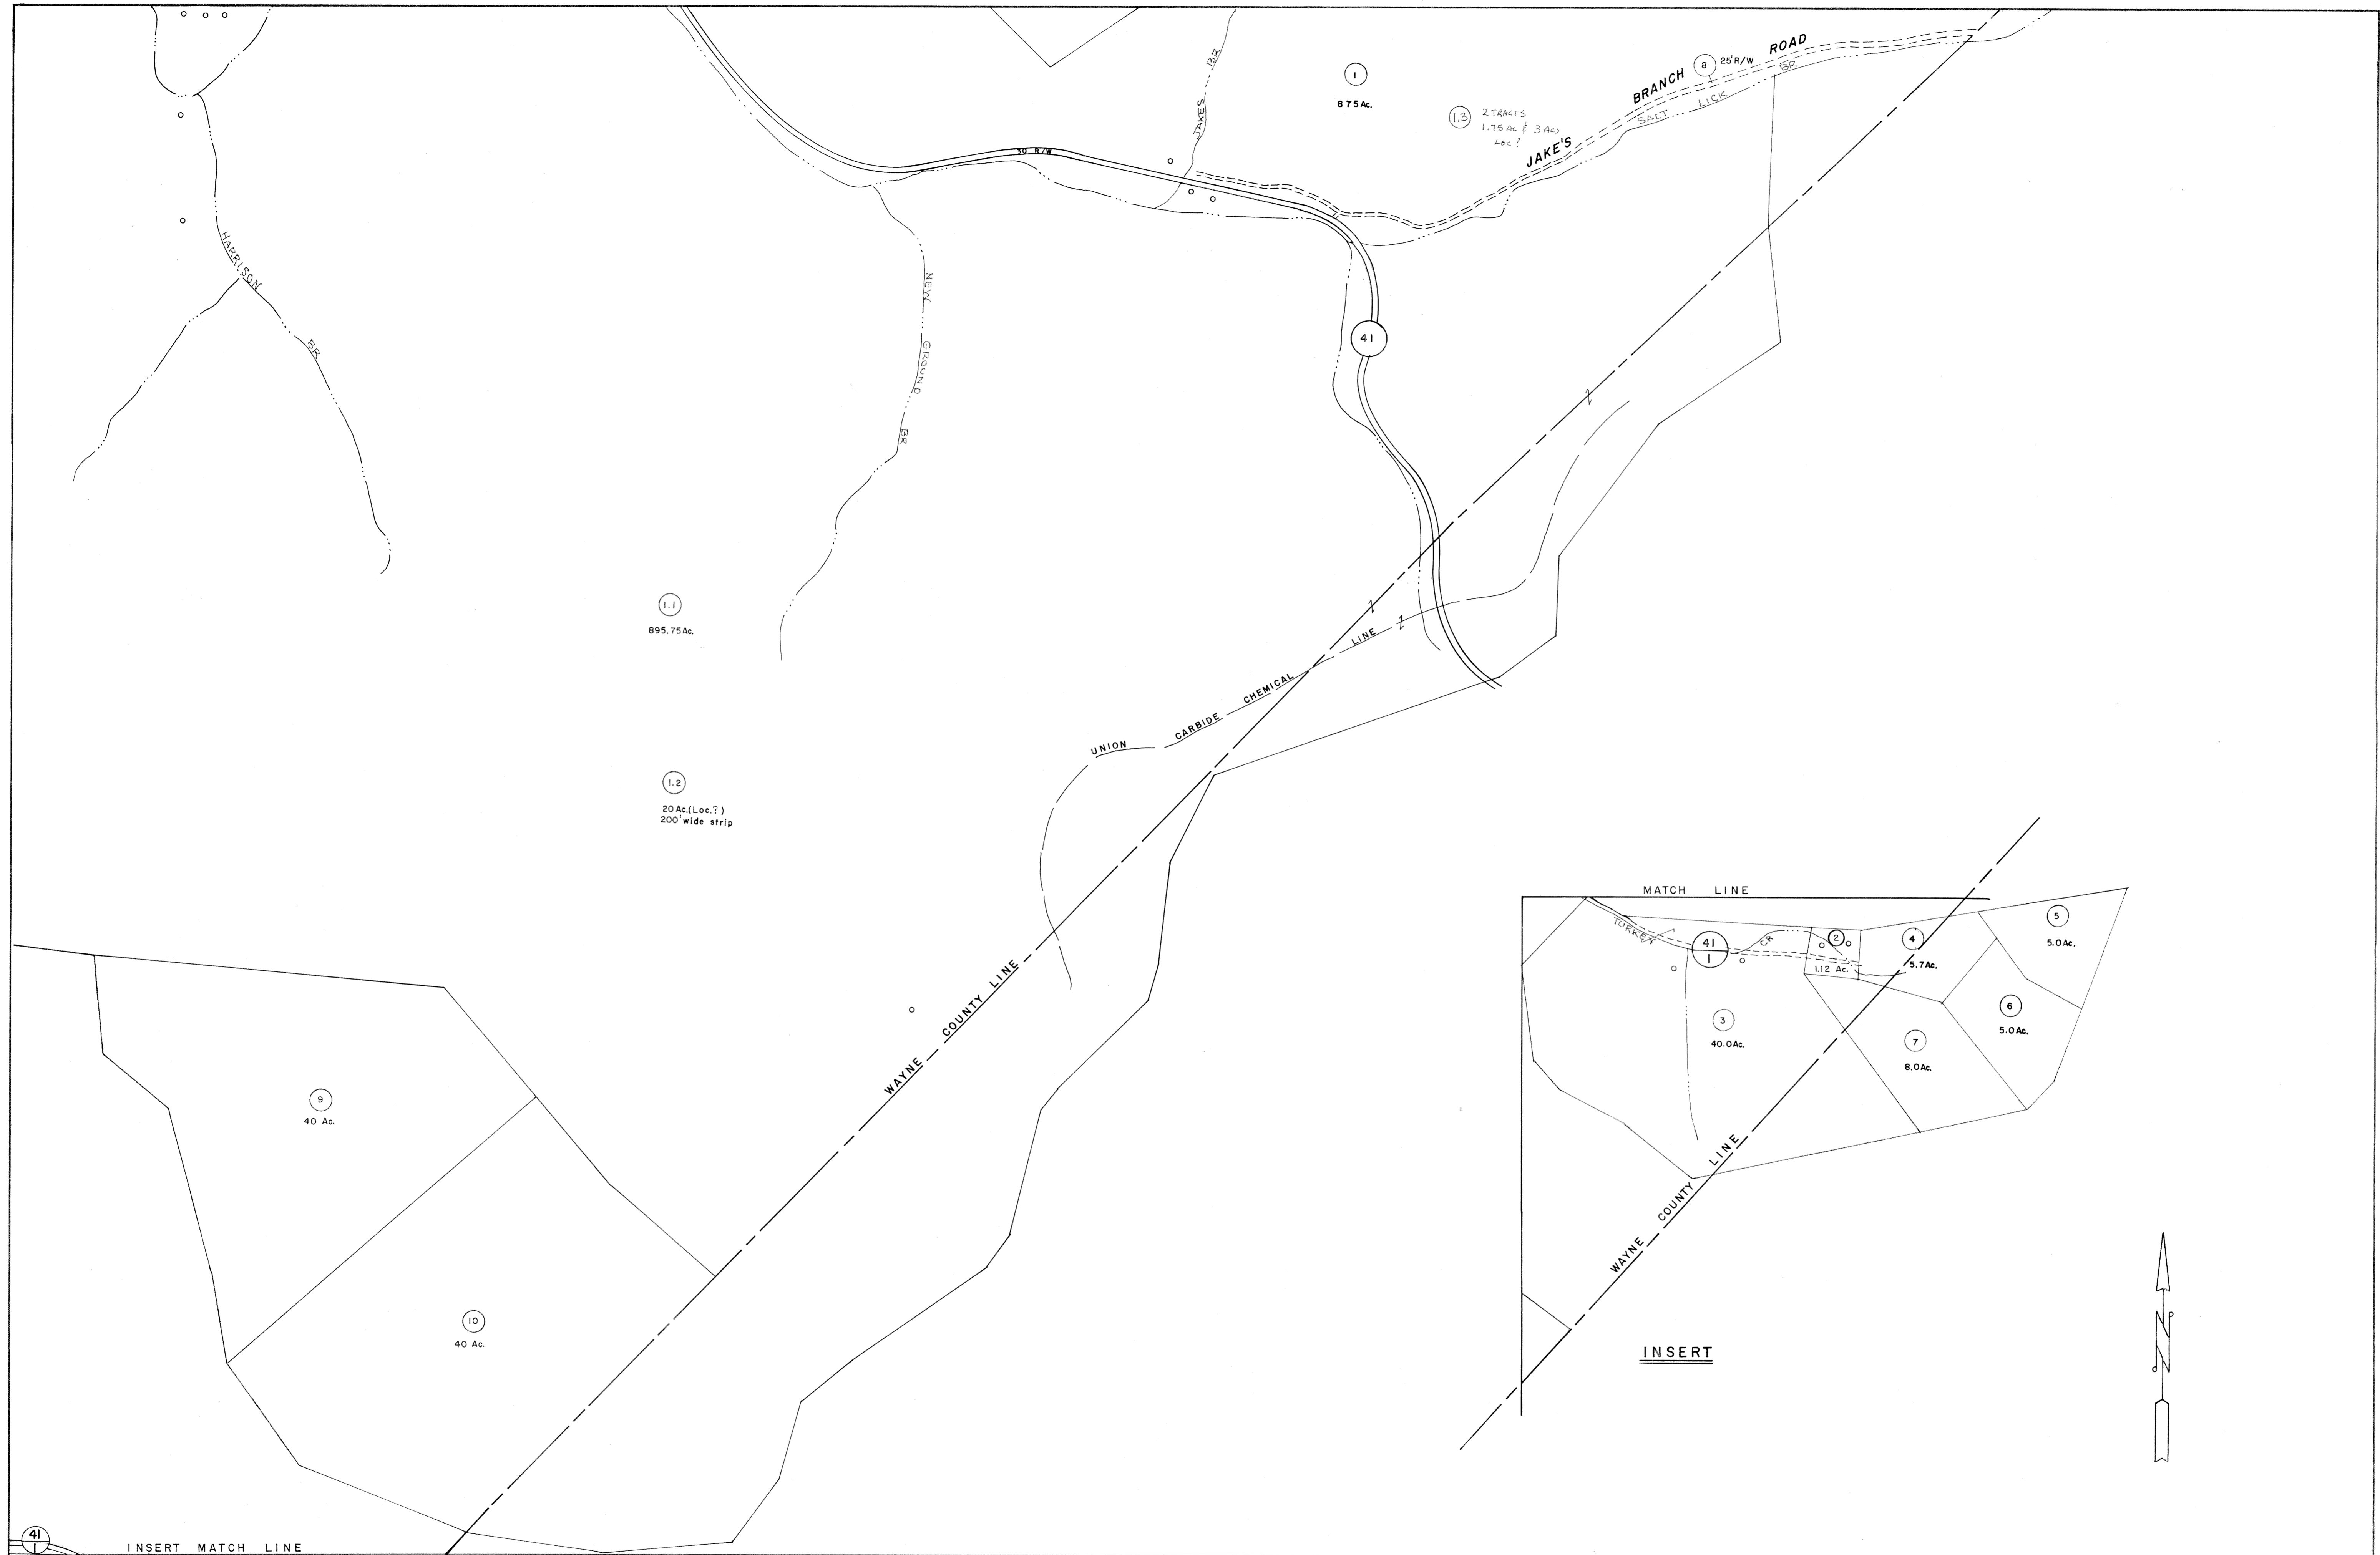 1
875 Ac.
1.3
2 TRACTS
1.75 Ac & 3 Acs
Loc?
JAKE'S BRANCH ROAD
8
25' R/W
SALT LICK BR
JAKES BR
30 R/W
HARRISON BR
NEW GROUND BR
41
1.1
895.75 Ac.
1.2
20 Ac.(Loc.?)
200' wide strip
UNION CARBIDE CHEMICAL LINE
WAYNE COUNTY LINE
9
40 Ac.
10
40 Ac.
41
1
INSERT MATCH LINE
MATCH LINE
TURKEY CR
41
1
2
1.12 Ac.
4
5.7 Ac.
5
5.0 Ac.
6
5.0 Ac.
3
40.0 Ac.
7
8.0 Ac.
WAYNE COUNTY LINE
INSERT
N